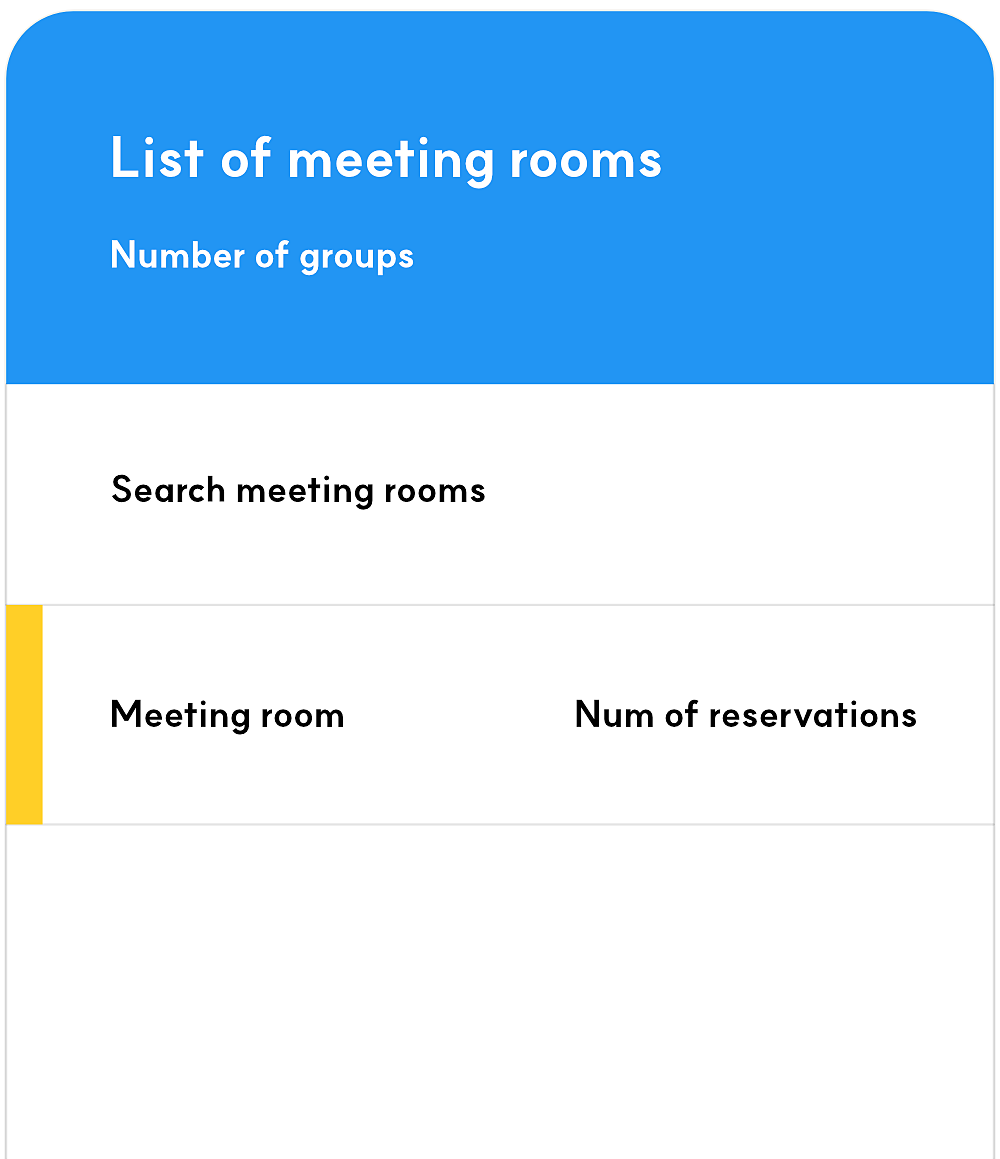 List of meeting rooms
Number of groups
Search meeting rooms
Meeting room Num of reservations